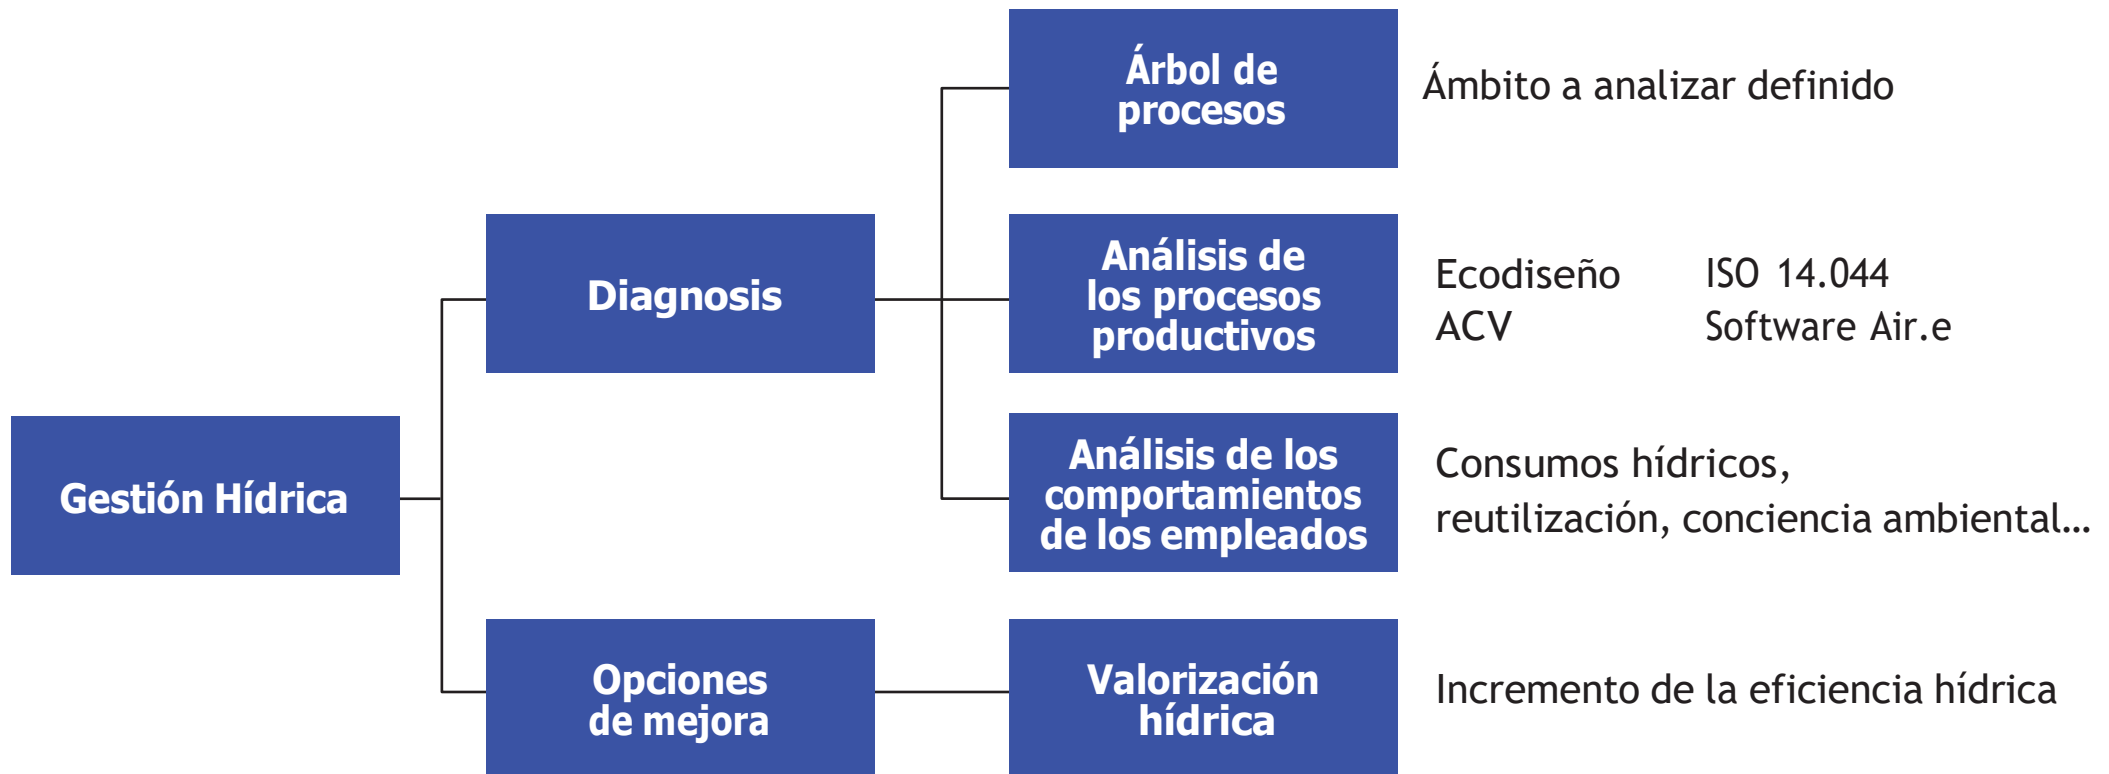 Árbol de
procesos
Ámbito a analizar definido
Diagnosis
Análisis de
los procesos
productivos
Ecodiseño ISO 14.044
ACV Software Air.e
Gestión Hídrica
Análisis de los
comportamientos
de los empleados
Consumos hídricos,
reutilización, conciencia ambiental...
Opciones
de mejora
Valorización
hídrica
Incremento de la eficiencia hídrica